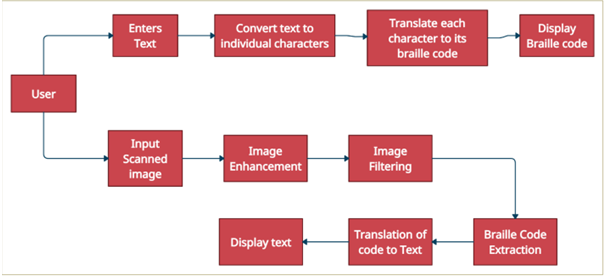 Enters
Text
Convert text to
individual characters
Translate each
character to its
braille code
Display
Braille code
User
Input
Scanned
image
Image
Enhancement
Image
Filtering
Braille Code
Extraction
Translation of
code to Text
Display text